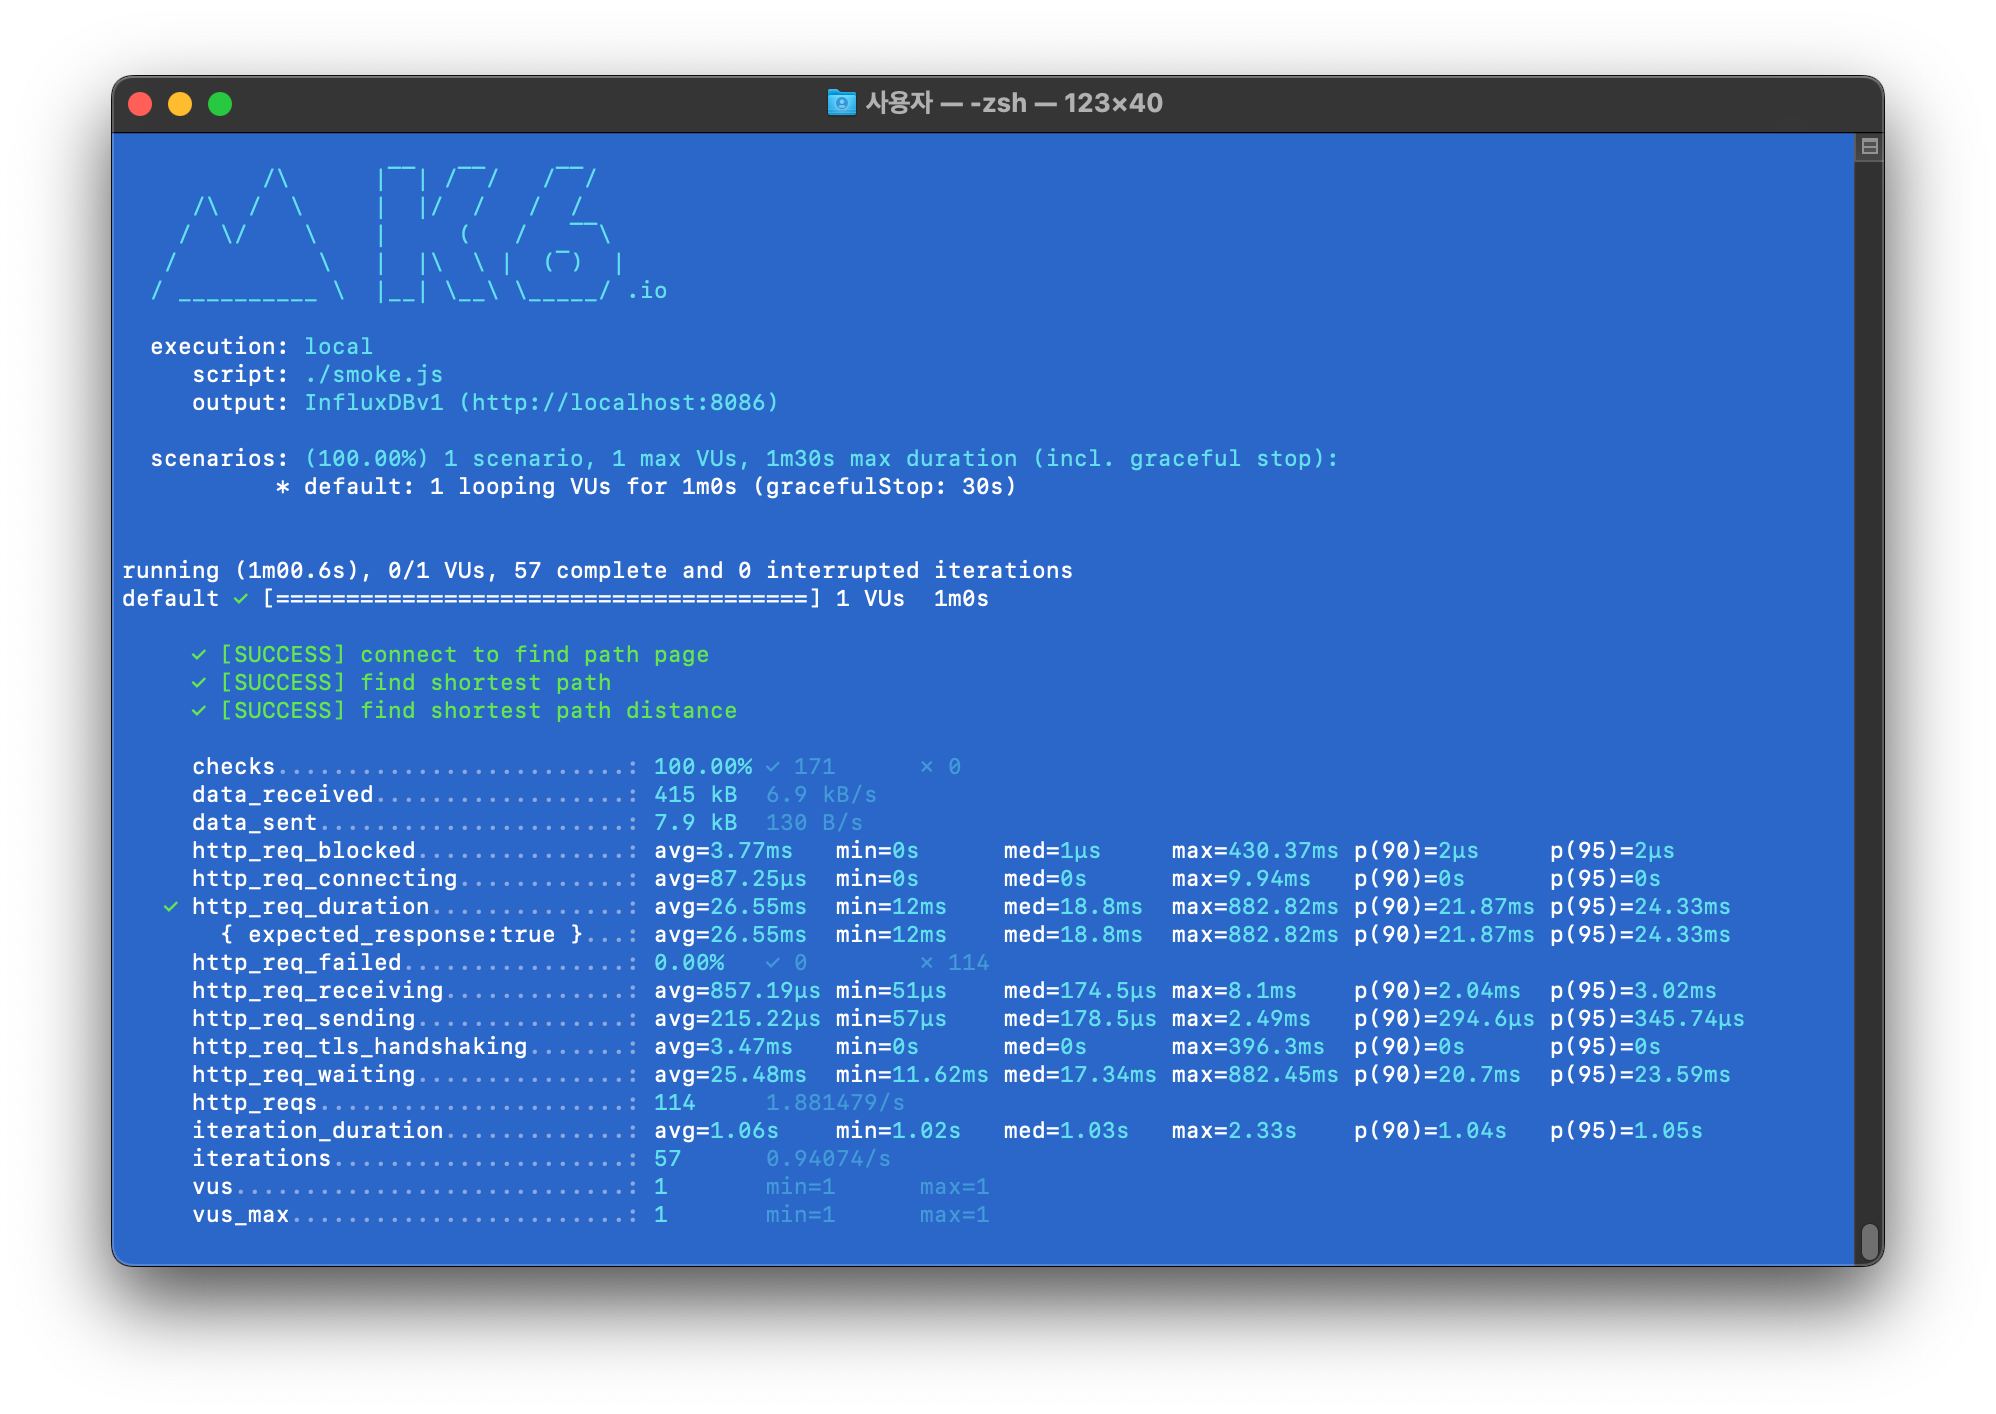 사용자 — -zsh — 123×40
          /\      |‾‾| /‾‾/   /‾‾/
     /\  /  \     |  |/  /   /  /
    /  \/    \    |     (   /   ‾‾\
   /          \   |  |\  \ |  (‾)  |
  / __________ \  |__| \__\ \_____/ .io
  execution: local
     script: ./smoke.js
     output: InfluxDBv1 (http://localhost:8086)
  scenarios: (100.00%) 1 scenario, 1 max VUs, 1m30s max duration (incl. graceful stop):
           * default: 1 looping VUs for 1m0s (gracefulStop: 30s)
running (1m00.6s), 0/1 VUs, 57 complete and 0 interrupted iterations
default ✓ [======================================] 1 VUs  1m0s
     ✓ [SUCCESS] connect to find path page
     ✓ [SUCCESS] find shortest path
     ✓ [SUCCESS] find shortest path distance
     checks.........................: 100.00% ✓ 171      ✗ 0
     data_received..................: 415 kB  6.9 kB/s
     data_sent......................: 7.9 kB  130 B/s
     http_req_blocked...............: avg=3.77ms   min=0s      med=1µs     max=430.37ms p(90)=2µs     p(95)=2µs
     http_req_connecting............: avg=87.25µs  min=0s      med=0s      max=9.94ms   p(90)=0s      p(95)=0s
   ✓ http_req_duration..............: avg=26.55ms  min=12ms    med=18.8ms  max=882.82ms p(90)=21.87ms p(95)=24.33ms
       { expected_response:true }...: avg=26.55ms  min=12ms    med=18.8ms  max=882.82ms p(90)=21.87ms p(95)=24.33ms
     http_req_failed................: 0.00%   ✓ 0        ✗ 114
     http_req_receiving.............: avg=857.19µs min=51µs    med=174.5µs max=8.1ms    p(90)=2.04ms  p(95)=3.02ms
     http_req_sending...............: avg=215.22µs min=57µs    med=178.5µs max=2.49ms   p(90)=294.6µs p(95)=345.74µs
     http_req_tls_handshaking.......: avg=3.47ms   min=0s      med=0s      max=396.3ms  p(90)=0s      p(95)=0s
     http_req_waiting...............: avg=25.48ms  min=11.62ms med=17.34ms max=882.45ms p(90)=20.7ms  p(95)=23.59ms
     http_reqs......................: 114     1.881479/s
     iteration_duration.............: avg=1.06s    min=1.02s   med=1.03s   max=2.33s    p(90)=1.04s   p(95)=1.05s
     iterations.....................: 57      0.94074/s
     vus............................: 1       min=1      max=1
     vus_max........................: 1       min=1      max=1